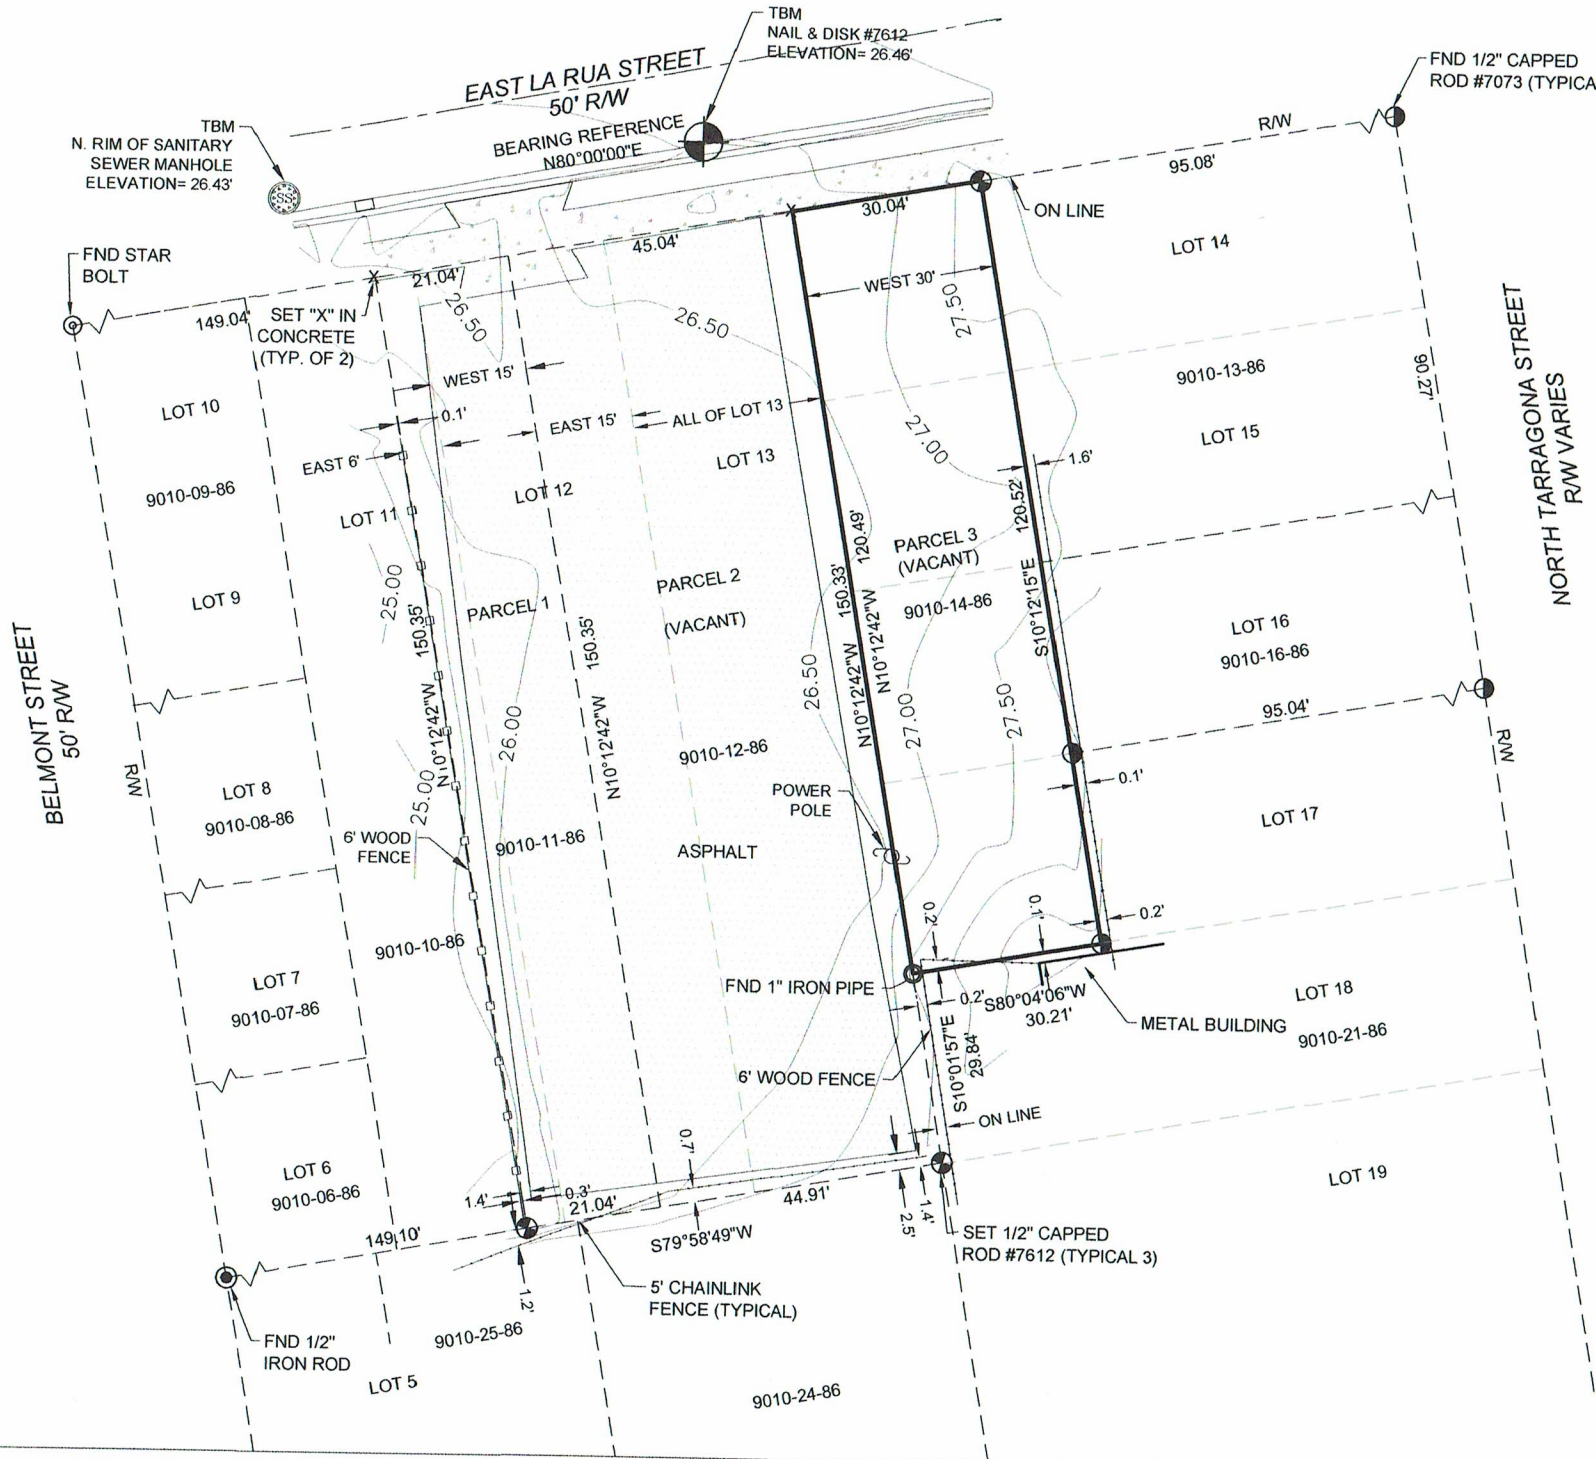 TBM
NAIL & DISK #7612
ELEVATION= 26.46'
EAST LA RUA STREET
50' R/W
BEARING REFERENCE
N80°00'00"E
FND 1/2" CAPPED
ROD #7073 (TYPICA
TBM
N. RIM OF SANITARY
SEWER MANHOLE
ELEVATION= 26.43'
SS
R/W
95.08'
30.04'
ON LINE
45.04'
21.04'
FND STAR
BOLT
149.04'
SET "X" IN
CONCRETE
(TYP. OF 2)
26.50
26.50
WEST 30'
27.50
LOT 14
NORTH TARRAGONA STREET
R/W VARIES
90.27'
9010-13-86
LOT 15
WEST 15'
0.1'
EAST 15'
ALL OF LOT 13
LOT 10
EAST 6'
LOT 13
27.00
1.6'
9010-09-86
LOT 11
LOT 12
120.52'
120.49'
150.33'
PARCEL 3
(VACANT)
9010-14-86
S10°12'15"E
N10°12'42"W
N10°12'42"W
25.00
LOT 9
PARCEL 1
PARCEL 2
(VACANT)
150.35'
150.35'
N10°12'42"W
N10°12'42"W
LOT 16
9010-16-86
BELMONT STREET
50' R/W
R/W
26.00
26.50
27.00
27.50
95.04'
R/W
9010-12-86
LOT 8
9010-08-86
25.00
POWER
POLE
0.1'
LOT 17
6' WOOD
FENCE
9010-11-86
ASPHALT
0.2'
0.1'
0.2'
9010-10-86
LOT 7
9010-07-86
FND 1" IRON PIPE
0.2'
S80°04'06"W
30.21'
METAL BUILDING
LOT 18
9010-21-86
6' WOOD FENCE
S10°01'57"E
29.84'
ON LINE
0.7'
LOT 6
9010-06-86
1.4'
0.3'
21.04'
44.91'
2.5'
1.4'
LOT 19
149.10'
S79°58'49"W
SET 1/2" CAPPED
ROD #7612 (TYPICAL 3)
1.2'
5' CHAINLINK
FENCE (TYPICAL)
FND 1/2"
IRON ROD
9010-25-86
LOT 5
9010-24-86